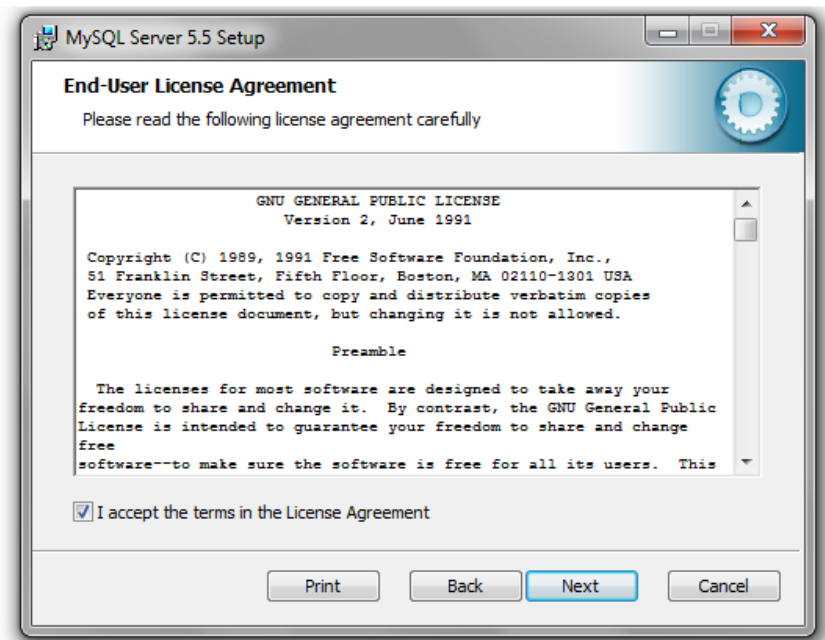 MySQL Server 5.5 Setup
End-User License Agreement
Please read the following license agreement carefully
GNU GENERAL PUBLIC LICENSE
Version 2, June 1991
Copyright (C) 1989, 1991 Free Software Foundation, Inc.,
51 Franklin Street, Fifth Floor, Boston, MA 02110-1301 USA
Everyone is permitted to copy and distribute verbatim copies
of this license document, but changing it is not allowed.
Preamble
The licenses for most software are designed to take away your
freedom to share and change it.  By contrast, the GNU General Public
License is intended to guarantee your freedom to share and change
free
software--to make sure the software is free for all its users.  This
I accept the terms in the License Agreement
Print Back Next Cancel